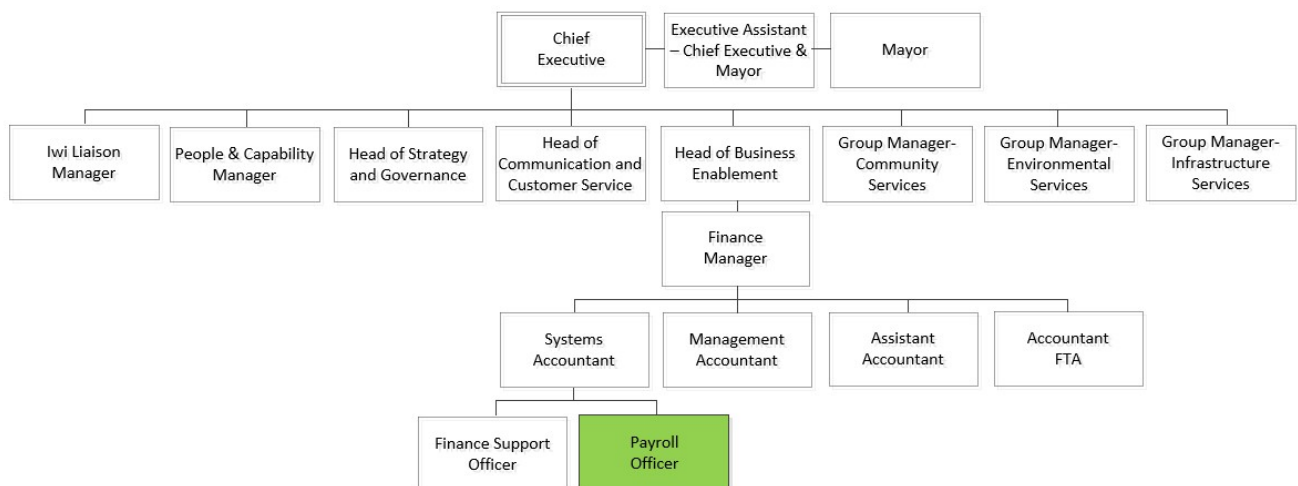 Chief
Executive
Executive Assistant
– Chief Executive &
Mayor
Mayor
Iwi Liaison
Manager
People & Capability
Manager
Head of Strategy
and Governance
Head of
Communication and
Customer Service
Head of Business
Enablement
Group Manager-
Community
Services
Group Manager-
Environmental
Services
Group Manager-
Infrastructure
Services
Finance
Manager
Systems
Accountant
Management
Accountant
Assistant
Accountant
Accountant
FTA
Finance Support
Officer
Payroll
Officer